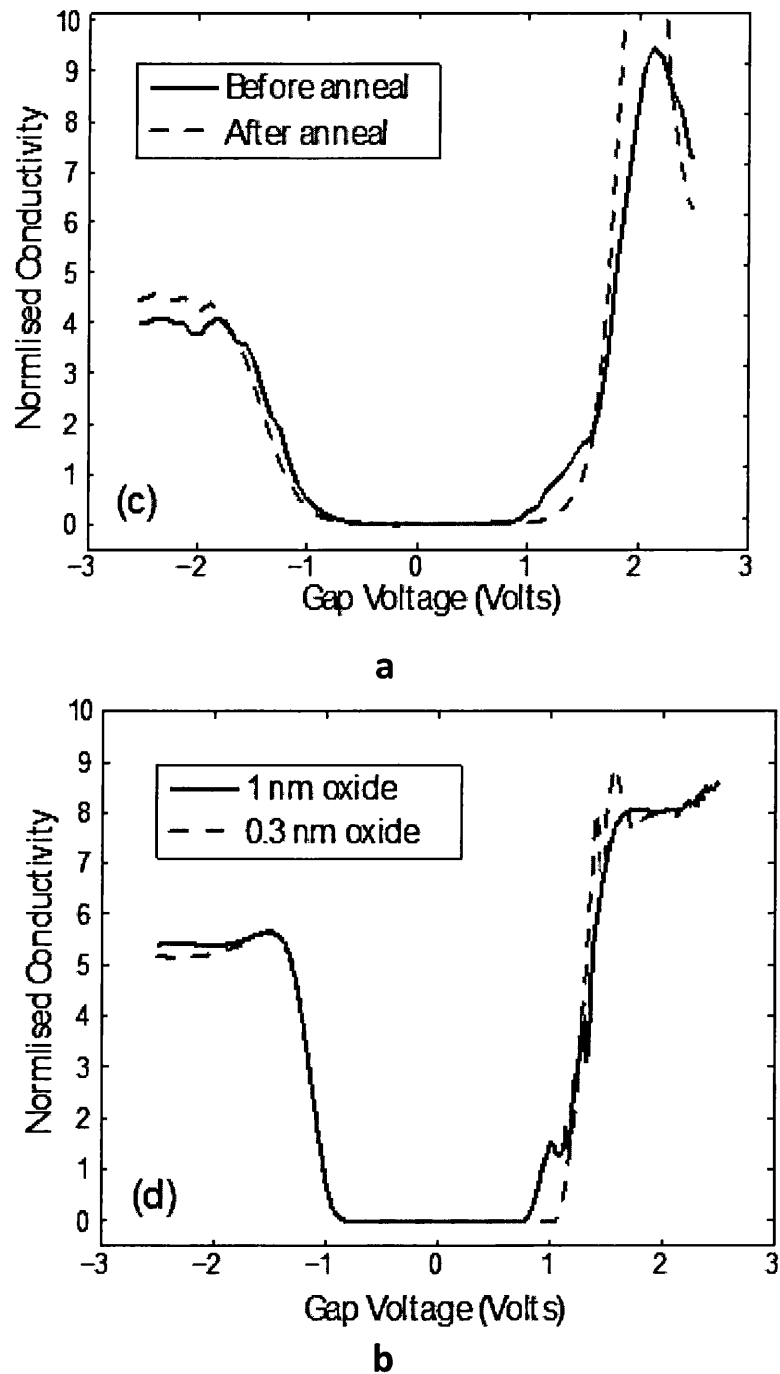 10
9
8
7
6
5
4
3
2
1
0
Normlised Conductivity
Before anneal
After anneal
(c)
−3 −2 −1 0 1 2 3
Gap Voltage (Volts)
a
10
9
8
7
6
5
4
3
2
1
0
Normlised Conductivity
1 nm oxide
0.3 nm oxide
(d)
−3 −2 −1 0 1 2 3
Gap Voltage (Volts)
b